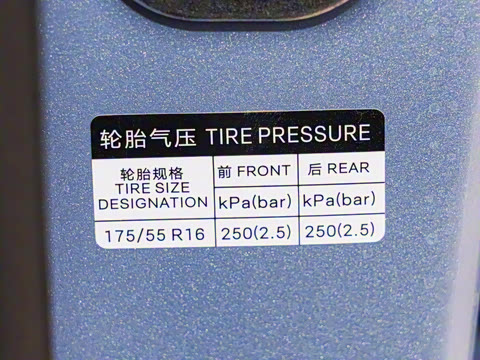 轮胎气压 TIRE PRESSURE
轮胎规格
TIRE SIZE
DESIGNATION
前 FRONT
后 REAR
kPa(bar)
kPa(bar)
175/55 R16
250(2.5)
250(2.5)